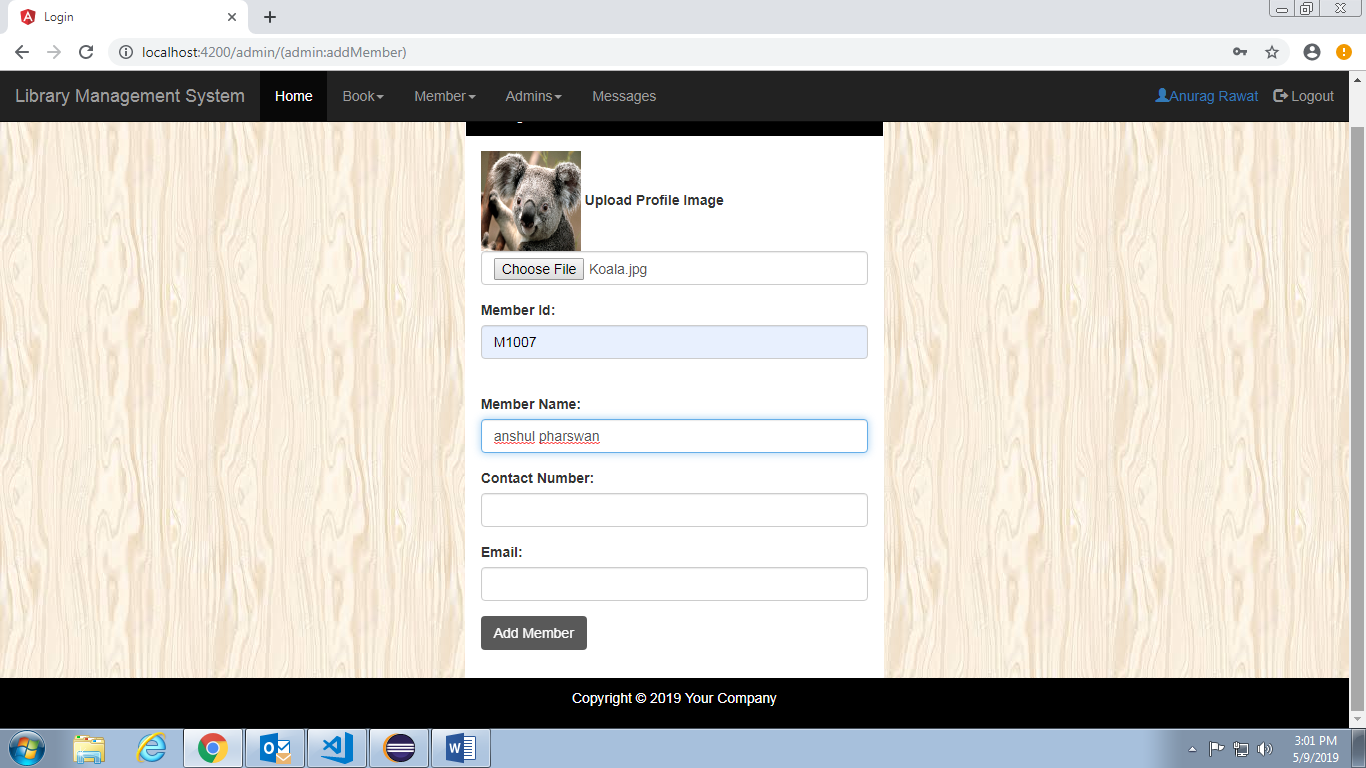 Login
localhost:4200/admin/(admin:addMember)
Library Management System Home Book Member Admins Messages Anurag Rawat Logout
Upload Profile Image
Choose File Koala.jpg
Member Id:
M1007
Member Name:
anshul pharswan
Contact Number:
Email:
Add Member
Copyright © 2019 Your Company
3:01 PM
5/9/2019